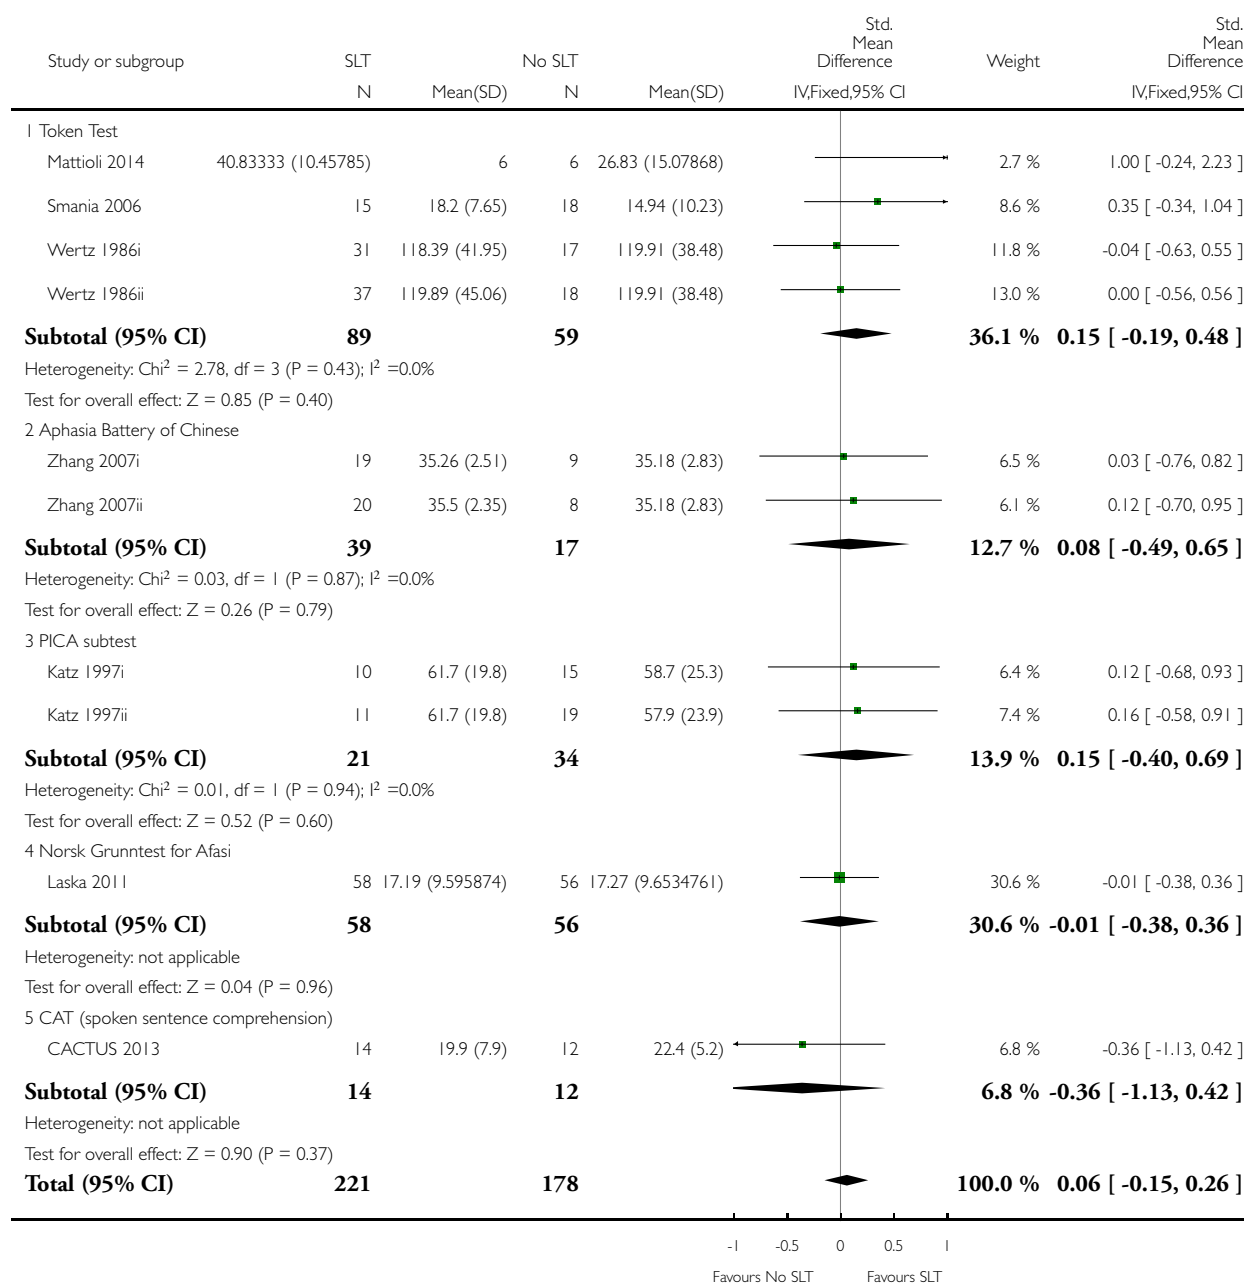 Study or subgroup SLT No SLT Std. Mean Difference Weight Std. Mean Difference
N Mean(SD) N Mean(SD) IV,Fixed,95% CI IV,Fixed,95% CI
1 Token Test
Mattioli 2014 40.83333 (10.45785) 6 6 26.83 (15.07868) 2.7 % 1.00 [ -0.24, 2.23 ]
Smania 2006 15 18.2 (7.65) 18 14.94 (10.23) 8.6 % 0.35 [ -0.34, 1.04 ]
Wertz 1986i 31 118.39 (41.95) 17 119.91 (38.48) 11.8 % -0.04 [ -0.63, 0.55 ]
Wertz 1986ii 37 119.89 (45.06) 18 119.91 (38.48) 13.0 % 0.00 [ -0.56, 0.56 ]
Subtotal (95% CI) 89 59 36.1 % 0.15 [ -0.19, 0.48 ]
Heterogeneity: Chi² = 2.78, df = 3 (P = 0.43); I² =0.0%
Test for overall effect: Z = 0.85 (P = 0.40)
2 Aphasia Battery of Chinese
Zhang 2007i 19 35.26 (2.51) 9 35.18 (2.83) 6.5 % 0.03 [ -0.76, 0.82 ]
Zhang 2007ii 20 35.5 (2.35) 8 35.18 (2.83) 6.1 % 0.12 [ -0.70, 0.95 ]
Subtotal (95% CI) 39 17 12.7 % 0.08 [ -0.49, 0.65 ]
Heterogeneity: Chi² = 0.03, df = 1 (P = 0.87); I² =0.0%
Test for overall effect: Z = 0.26 (P = 0.79)
3 PICA subtest
Katz 1997i 10 61.7 (19.8) 15 58.7 (25.3) 6.4 % 0.12 [ -0.68, 0.93 ]
Katz 1997ii 11 61.7 (19.8) 19 57.9 (23.9) 7.4 % 0.16 [ -0.58, 0.91 ]
Subtotal (95% CI) 21 34 13.9 % 0.15 [ -0.40, 0.69 ]
Heterogeneity: Chi² = 0.01, df = 1 (P = 0.94); I² =0.0%
Test for overall effect: Z = 0.52 (P = 0.60)
4 Norsk Grunntest for Afasi
Laska 2011 58 17.19 (9.595874) 56 17.27 (9.6534761) 30.6 % -0.01 [ -0.38, 0.36 ]
Subtotal (95% CI) 58 56 30.6 % -0.01 [ -0.38, 0.36 ]
Heterogeneity: not applicable
Test for overall effect: Z = 0.04 (P = 0.96)
5 CAT (spoken sentence comprehension)
CACTUS 2013 14 19.9 (7.9) 12 22.4 (5.2) 6.8 % -0.36 [ -1.13, 0.42 ]
Subtotal (95% CI) 14 12 6.8 % -0.36 [ -1.13, 0.42 ]
Heterogeneity: not applicable
Test for overall effect: Z = 0.90 (P = 0.37)
Total (95% CI) 221 178 100.0 % 0.06 [ -0.15, 0.26 ]
-1 -0.5 0 0.5 1
Favours No SLT Favours SLT